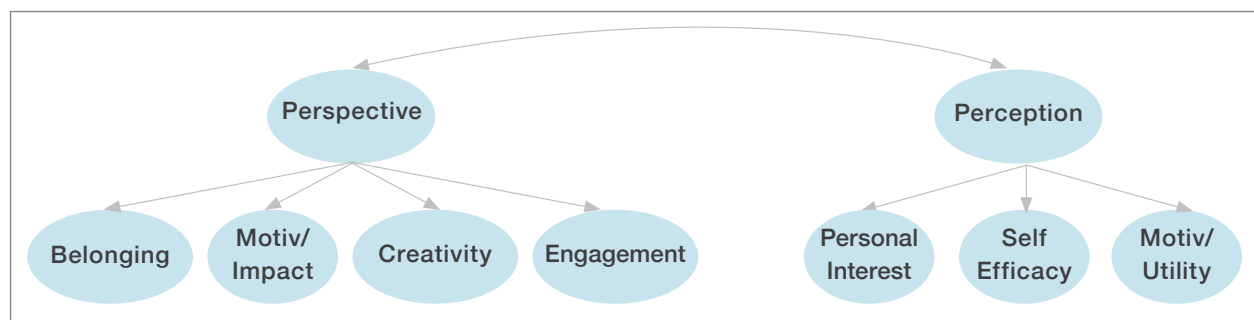 Perspective
Perception
Belonging
Motiv/
Impact
Creativity
Engagement
Personal
Interest
Self
Efficacy
Motiv/
Utility